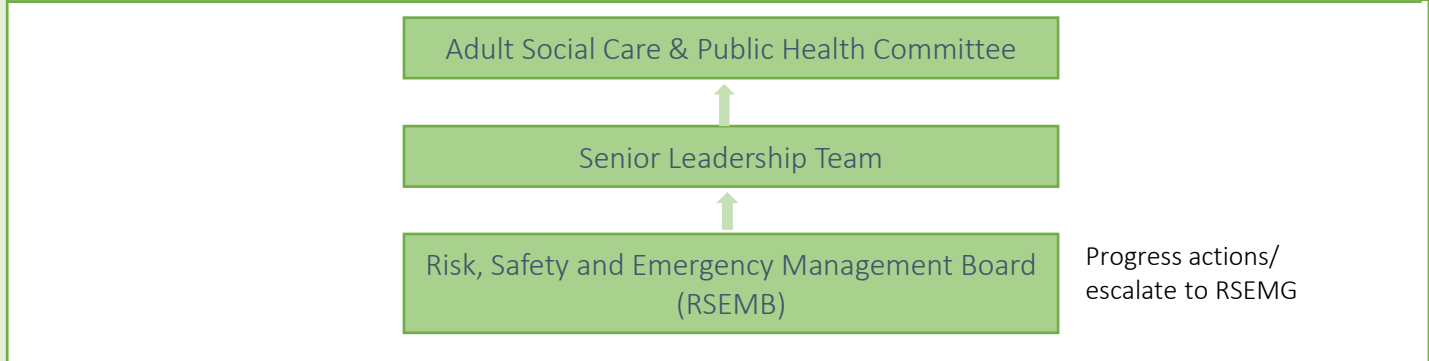 Adult Social Care & Public Health Committee
Senior Leadership Team
Risk, Safety and Emergency Management Board
(RSEMB)
Progress actions/
escalate to RSEMG